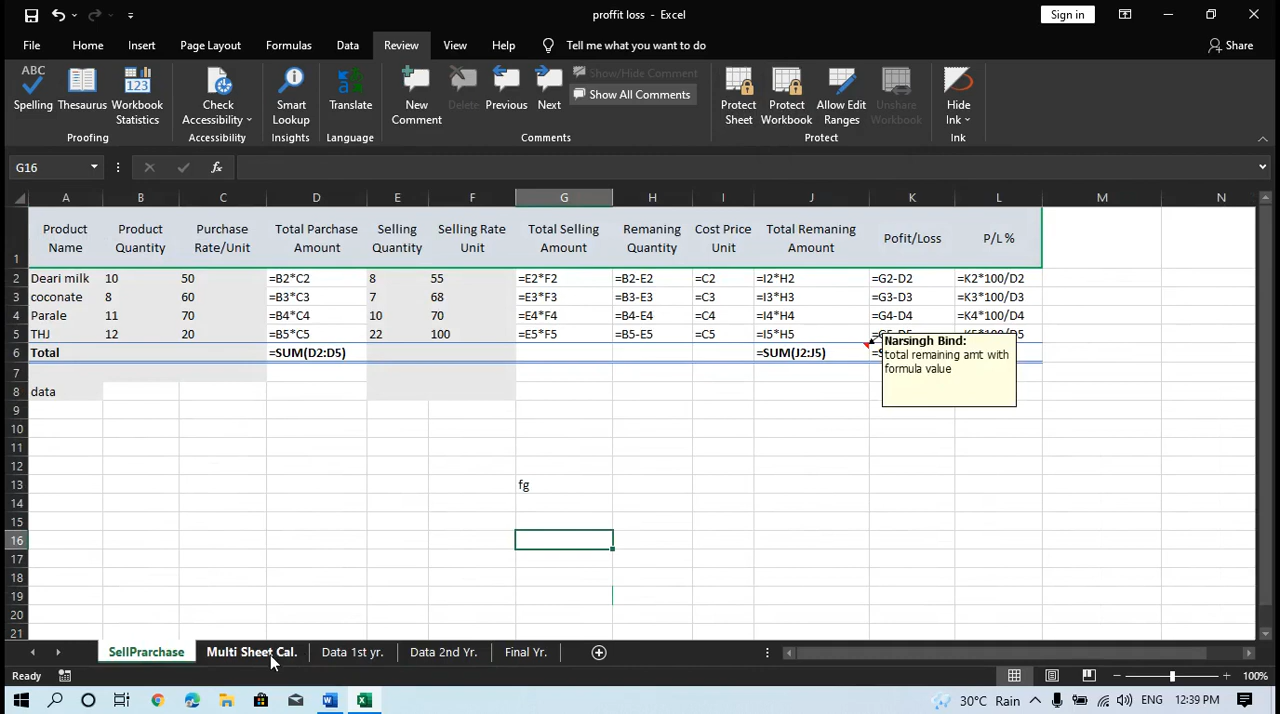 proffit loss - Excel
Sign in
File Home Insert Page Layout Formulas Data Review View Help Tell me what you want to do Share
ABC
123
Spelling Thesaurus Workbook Statistics
Proofing
Check Accessibility
Accessibility
Smart Lookup
Insights
Translate
Language
New Comment Delete Previous Next
Show/Hide Comment
Show All Comments
Comments
Protect Sheet Protect Workbook Allow Edit Ranges Unshare Workbook
Protect
Hide Ink
Ink
G16 fx
A B C D E F G H I J K L M N
1 Product Name Product Quantity Purchase Rate/Unit Total Parchase Amount Selling Quantity Selling Rate Unit Total Selling Amount Remaning Quantity Cost Price Unit Total Remaning Amount Pofit/Loss P/L %
2 Deari milk 10 50 =B2*C2 8 55 =E2*F2 =B2-E2 =C2 =I2*H2 =G2-D2 =K2*100/D2
3 coconate 8 60 =B3*C3 7 68 =E3*F3 =B3-E3 =C3 =I3*H3 =G3-D3 =K3*100/D3
4 Parale 11 70 =B4*C4 10 70 =E4*F4 =B4-E4 =C4 =I4*H4 =G4-D4 =K4*100/D4
5 THJ 12 20 =B5*C5 22 100 =E5*F5 =B5-E5 =C5 =I5*H5
6 Total =SUM(D2:D5) =SUM(J2:J5)
Narsingh Bind:
total remaining amt with
formula value
7
8 data
9
10
11
12
13 fg
14
15
16
17
18
19
20
21
SellPrarchase Multi Sheet Cal. Data 1st yr. Data 2nd Yr. Final Yr.
Ready 100%
30°C Rain ENG 12:39 PM